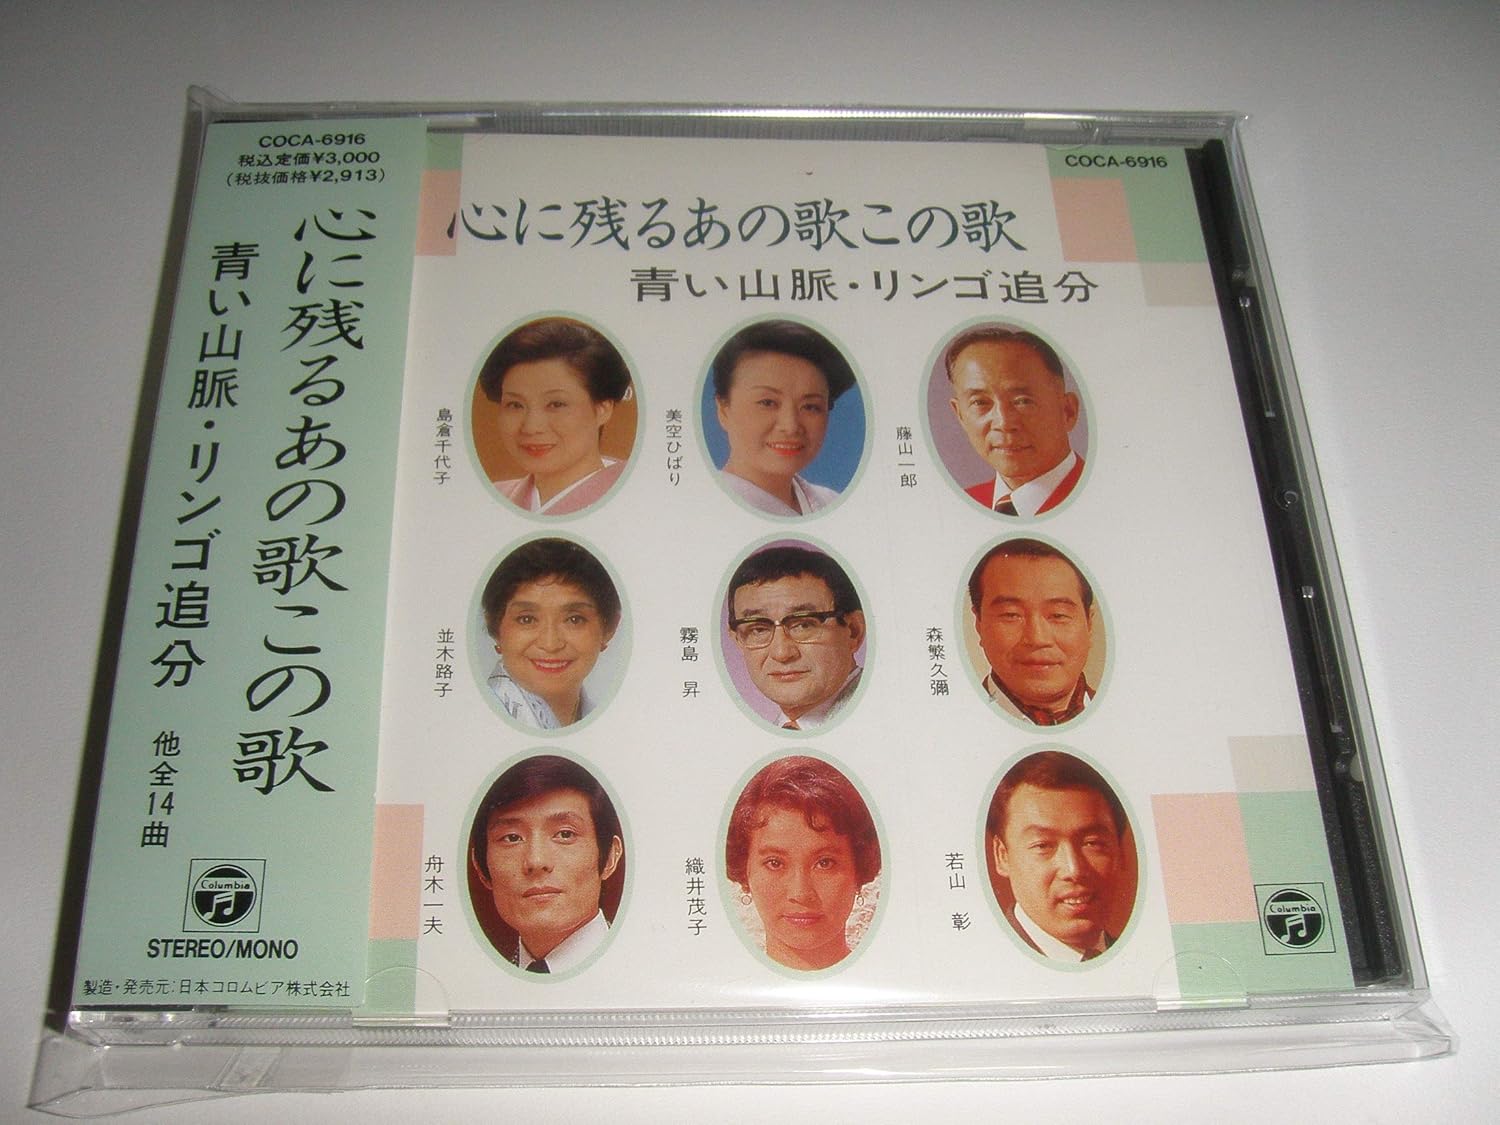 COCA-6916
税込定価¥3,000
(税抜価格¥2,913)
心に残るあの歌この歌
青い山脈・リンゴ追分
他全14曲
Columbia
STEREO/MONO
製造・発売元:日本コロムビア株式会社
COCA-6916
心に残るあの歌この歌
青い山脈・リンゴ追分
島倉千代子
美空ひばり
藤山一郎
並木路子
霧島 昇
森繁久彌
舟木一夫
織井茂子
若山 彰
Columbia